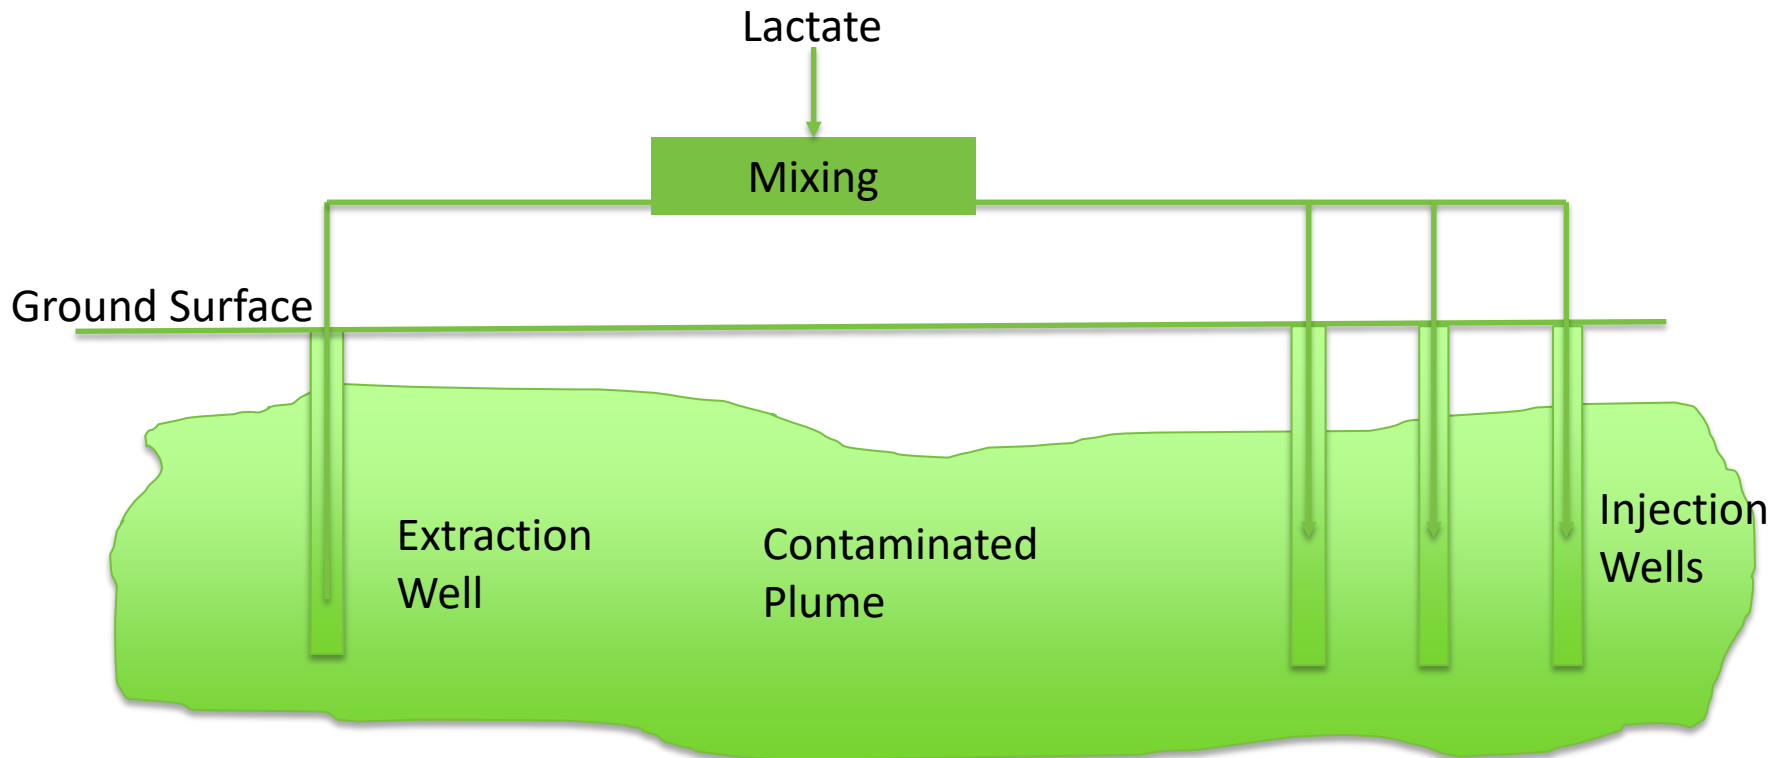 Lactate
Mixing
Ground Surface
Extraction
Well
Contaminated
Plume
Injection
Wells